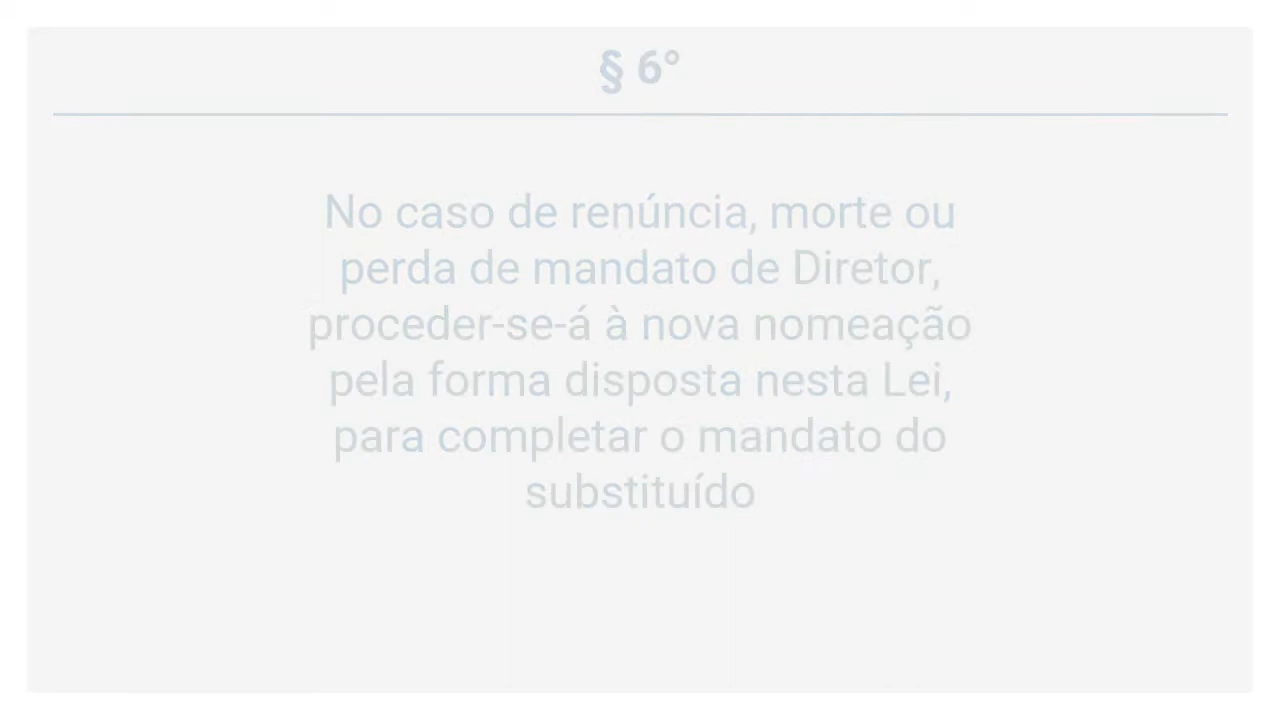 § 6°
No caso de renúncia, morte ou
perda de mandato de Diretor,
proceder-se-á à nova nomeação
pela forma disposta nesta Lei,
para completar o mandato do
substituído